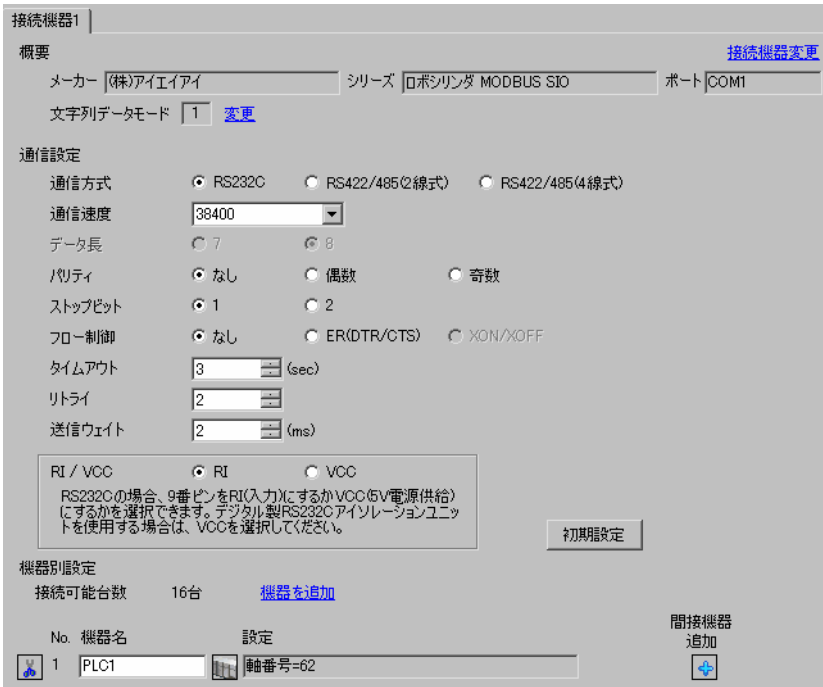 接続機器1
概要
接続機器変更
メーカー (株)アイエイアイ シリーズ ロボシリンダ MODBUS SIO ポート COM1
文字列データモード 1 変更
通信設定
通信方式 RS232C RS422/485(2線式) RS422/485(4線式)
通信速度 38400
データ長 7 8
パリティ なし 偶数 奇数
ストップビット 1 2
フロー制御 なし ER(DTR/CTS) XON/XOFF
タイムアウト 3 (sec)
リトライ 2
送信ウェイト 2 (ms)
RI / VCC RI VCC
RS232Cの場合、9番ピンをRI(入力)にするかVCC(5V電源供給)
にするかを選択できます。デジタル製RS232Cアイソレーションユニッ
トを使用する場合は、VCCを選択してください。
初期設定
機器別設定
接続可能台数 16台 機器を追加
間接機器
追加
No. 機器名 設定
1 PLC1 軸番号=62